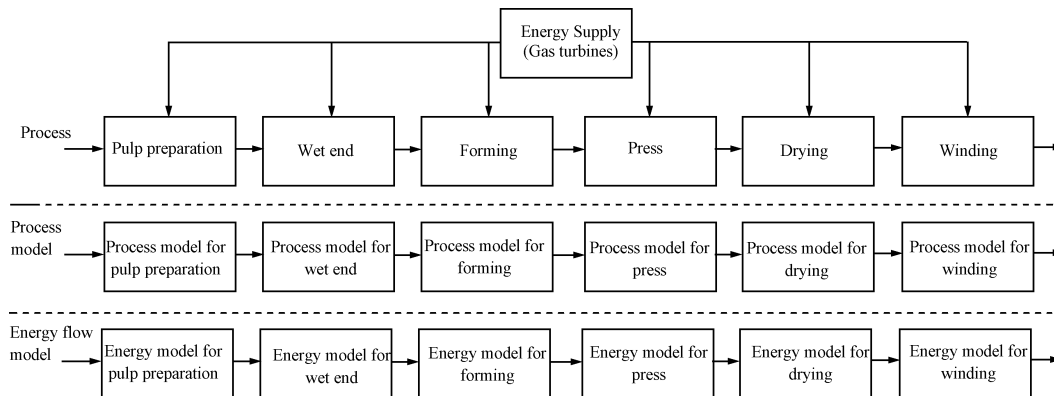 Energy Supply
(Gas turbines)
Process
Pulp preparation
Wet end
Forming
Press
Drying
Winding
Process
model
Process model for
pulp preparation
Process model for
wet end
Process model for
forming
Process model for
press
Process model for
drying
Process model for
winding
Energy flow
model
Energy model for
pulp preparation
Energy model for
wet end
Energy model for
forming
Energy model for
press
Energy model for
drying
Energy model for
winding